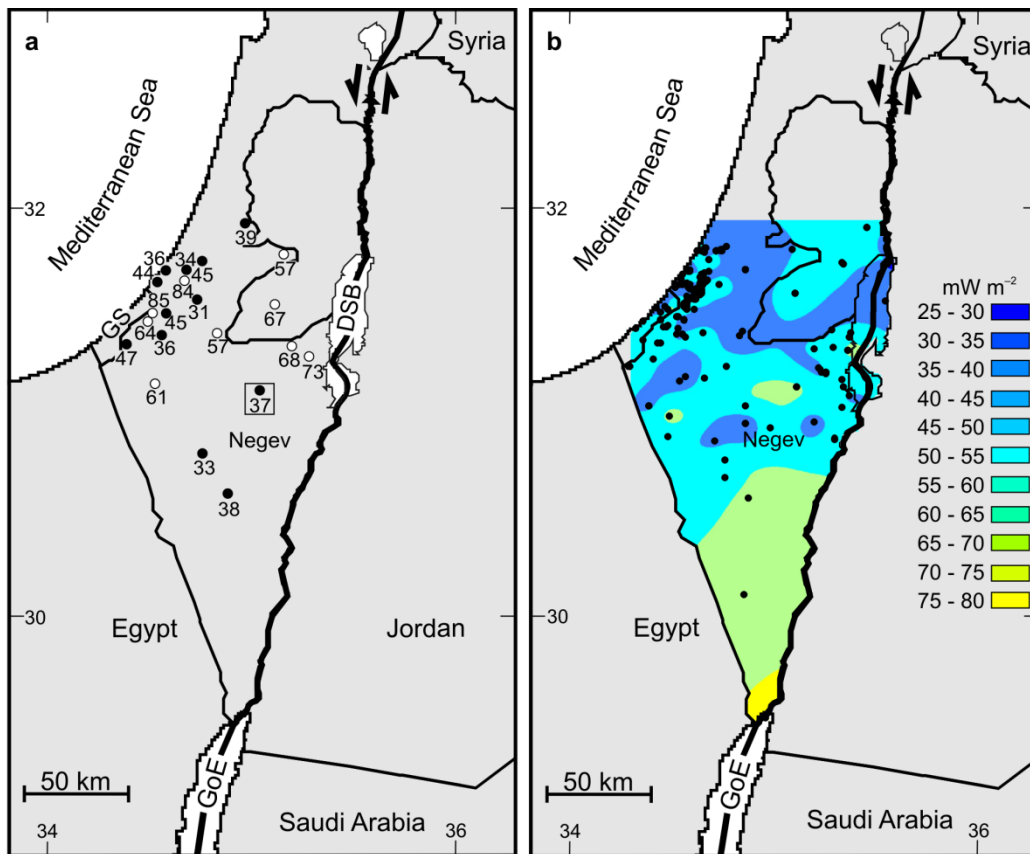 a
Syria
Mediterranean Sea
32
39
36
34
44
45
57
84
85
31
67
GS
64
45
DSB
47
36
57
68
73
61
37
Negev
33
38
30
Egypt
Jordan
50 km
GoE
Saudi Arabia
34
36
b
Syria
Mediterranean Sea
32
mW m⁻²
25 - 30
30 - 35
35 - 40
40 - 45
45 - 50
50 - 55
55 - 60
60 - 65
65 - 70
70 - 75
75 - 80
Negev
30
Egypt
50 km
GoE
Saudi Arabia
34
36